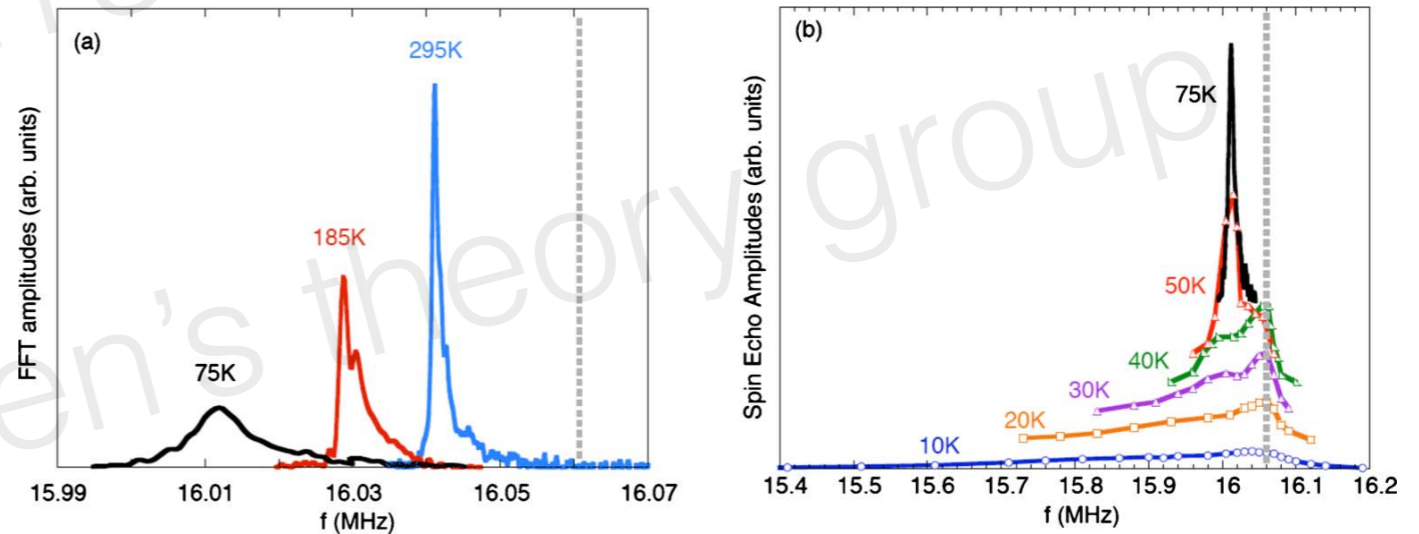 (a)
295K
185K
75K
FFT amplitudes (arb. units)
15.99 16.01 16.03 16.05 16.07
f (MHz)
(b)
75K
50K
40K
30K
20K
10K
Spin Echo Amplitudes (arb. units)
15.4 15.5 15.6 15.7 15.8 15.9 16 16.1 16.2
f (MHz)
en's theory group